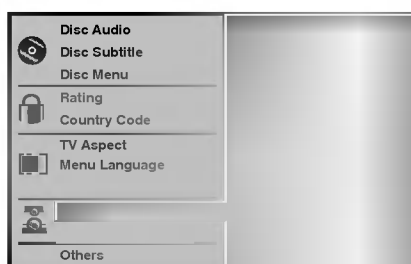 Disc Audio
Disc Subtitle
Disc Menu
Rating
Country Code
TV Aspect
Menu Language
Others